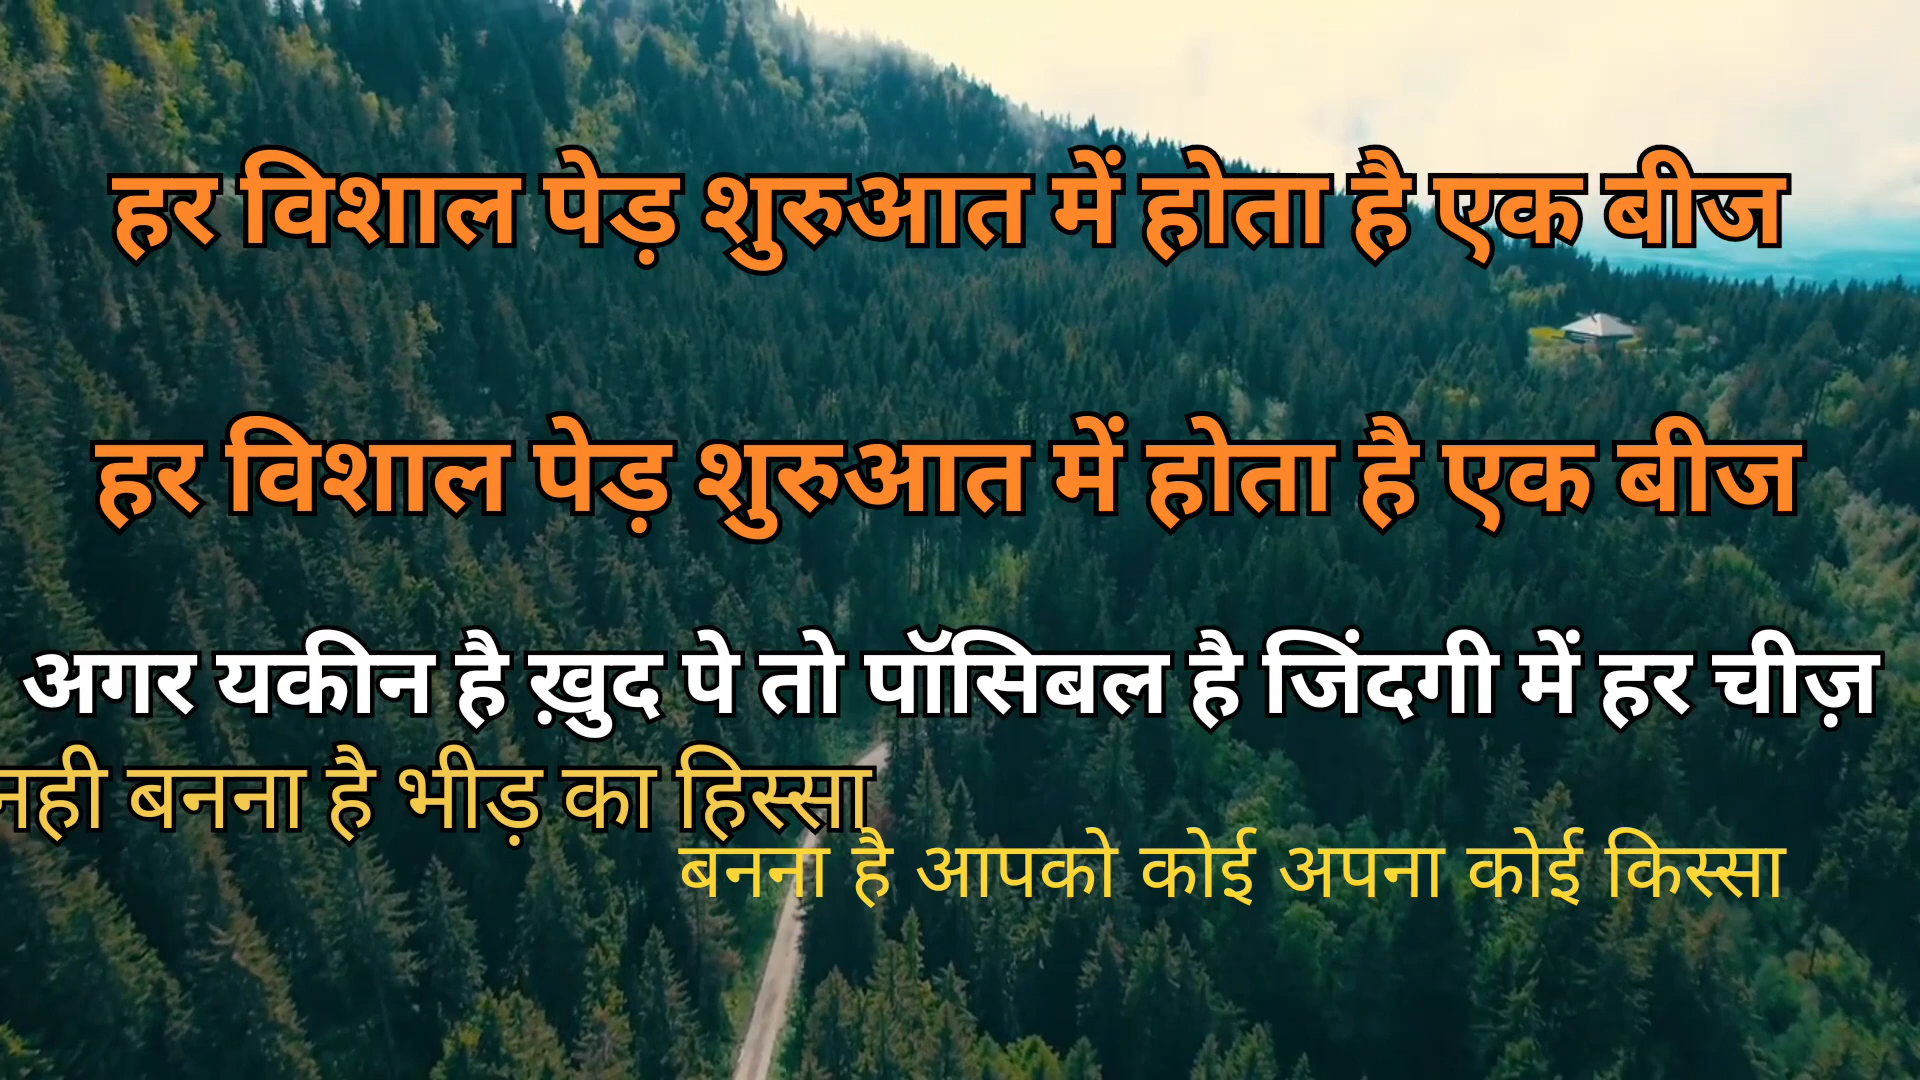 हर विशाल पेड़ शुरुआत में होता है एक बीज
हर विशाल पेड़ शुरुआत में होता है एक बीज
अगर यकीन है ख़ुद पे तो पॉसिबल है जिंदगी में हर चीज़
नही बनना है भीड़ का हिस्सा
बनना है आपको कोई अपना कोई किस्सा